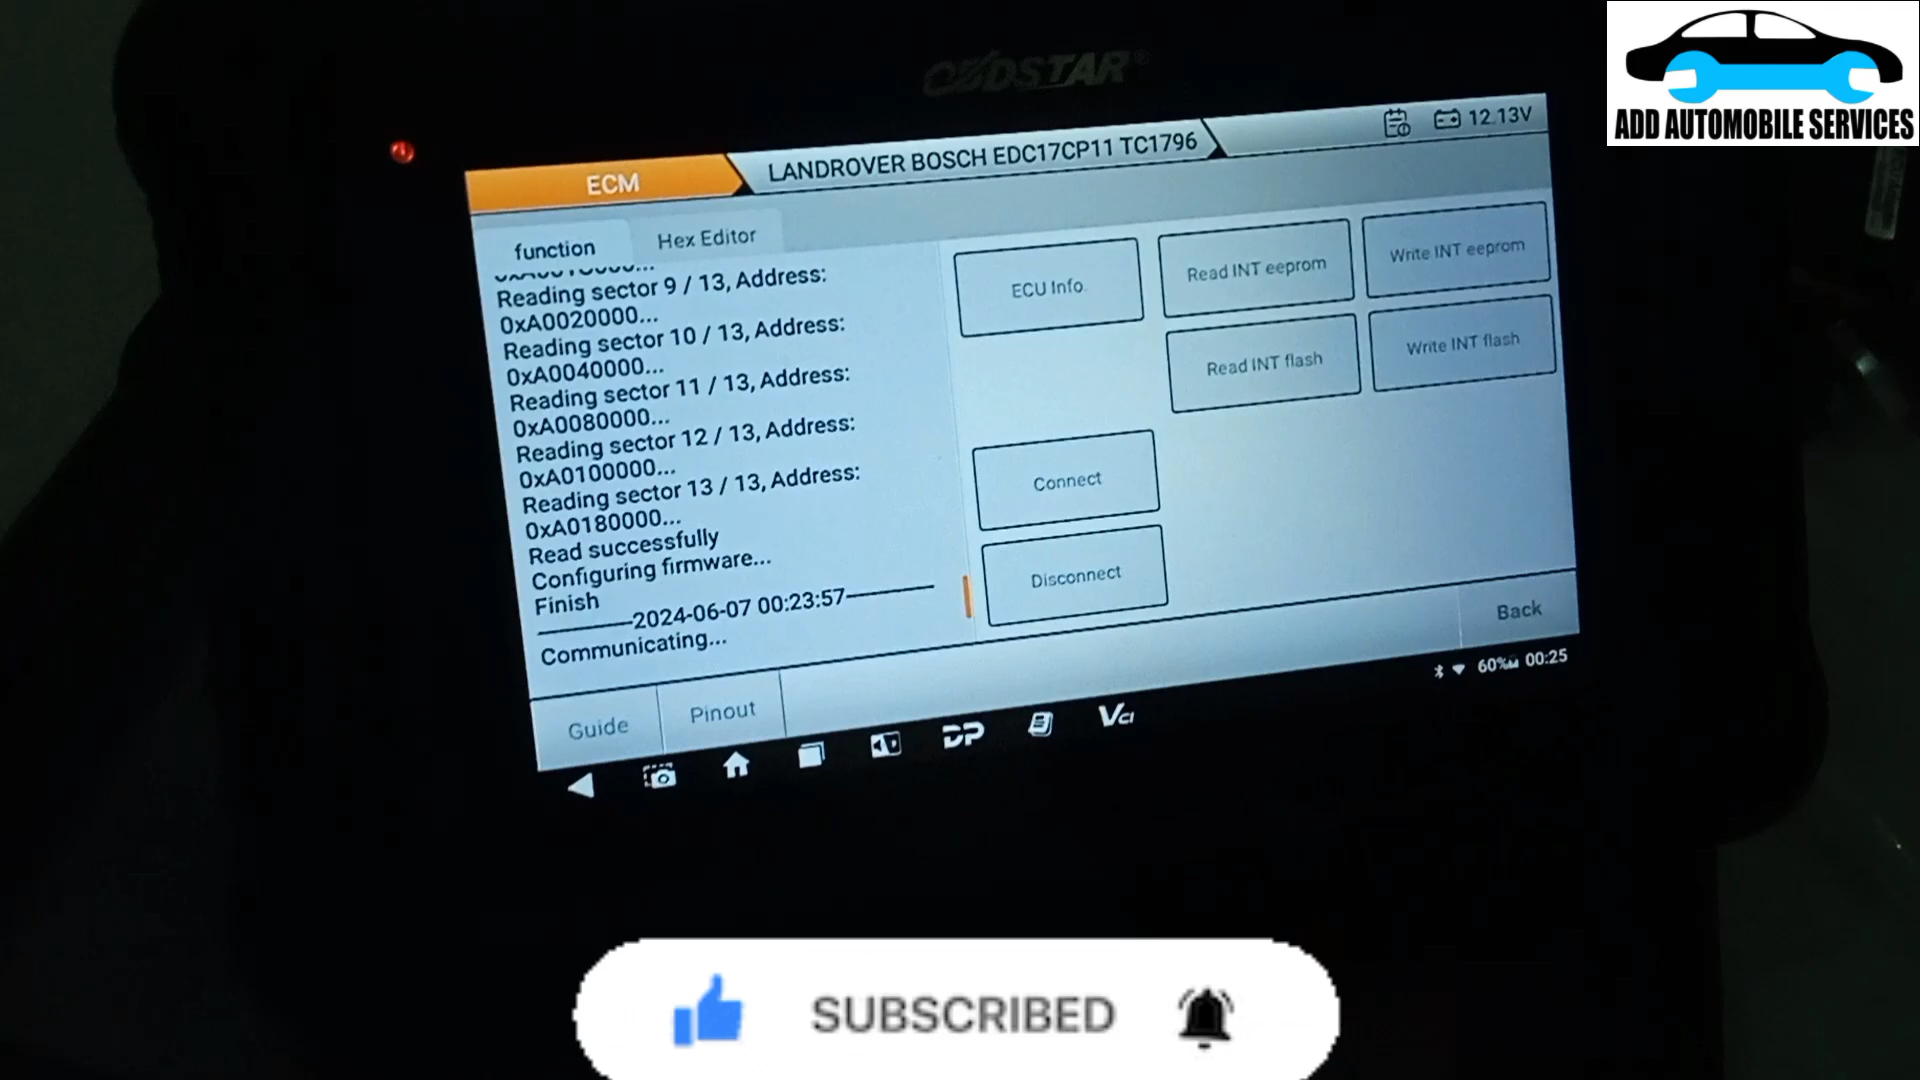 OBDSTAR
ADD AUTOMOBILE SERVICES
12.13V
ECM
LANDROVER BOSCH EDC17CP11 TC1796
function
Hex Editor
Reading sector 9 / 13, Address:
0xA0020000...
Reading sector 10 / 13, Address:
0xA0040000...
Reading sector 11 / 13, Address:
0xA0080000...
Reading sector 12 / 13, Address:
0xA0100000...
Reading sector 13 / 13, Address:
0xA0180000...
Read successfully
Configuring firmware...
Finish
2024-06-07 00:23:57
Communicating...
ECU Info
Read INT eeprom
Write INT eeprom
Read INT flash
Write INT flash
Connect
Disconnect
Back
Guide
Pinout
60% 00:25
DP
VCI
SUBSCRIBED